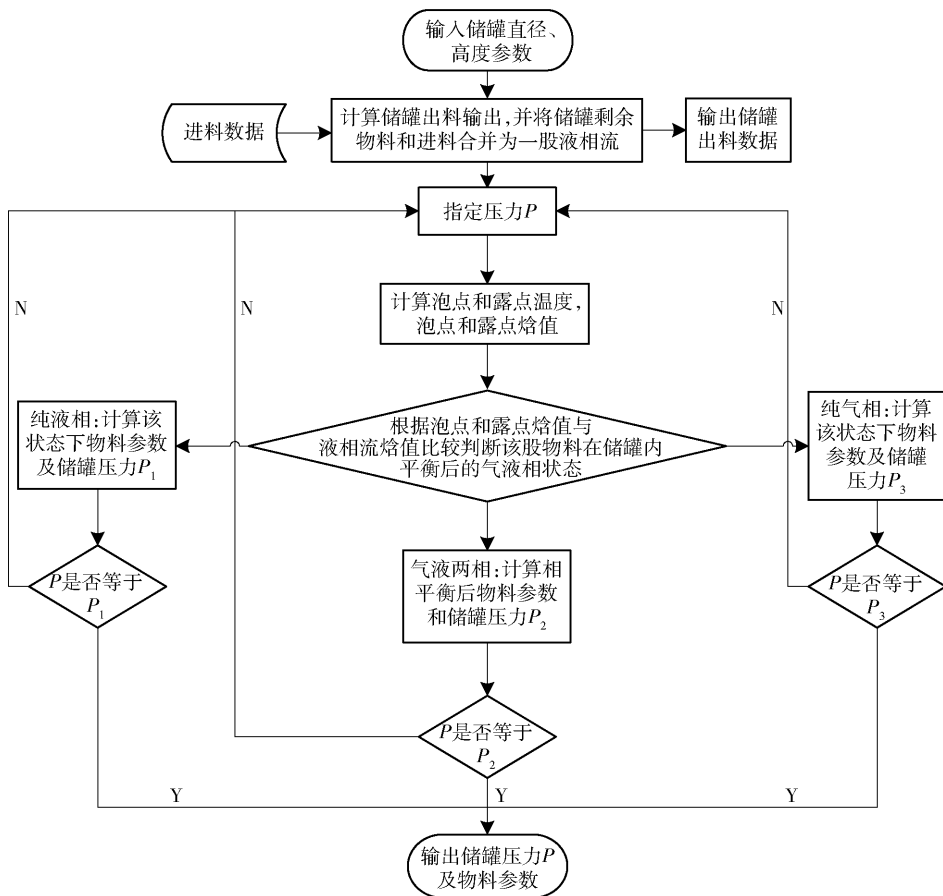 输入储罐直径、
高度参数
进料数据
计算储罐出料输出,并将储罐剩余
物料和进料合并为一股液相流
输出储罐
出料数据
指定压力P
N
N
N
计算泡点和露点温度,
泡点和露点焓值
纯液相:计算该
状态下物料参数
及储罐压力P₁
根据泡点和露点焓值与
液相流焓值比较判断该股物料在储罐内
平衡后的气液相状态
纯气相:计算
该状态下物料
参数及储罐
压力P₃
P是否等于
P₁
气液两相:计算相
平衡后物料参数
和储罐压力P₂
P是否等于
P₃
P是否等于
P₂
Y
Y
Y
输出储罐压力P
及物料参数